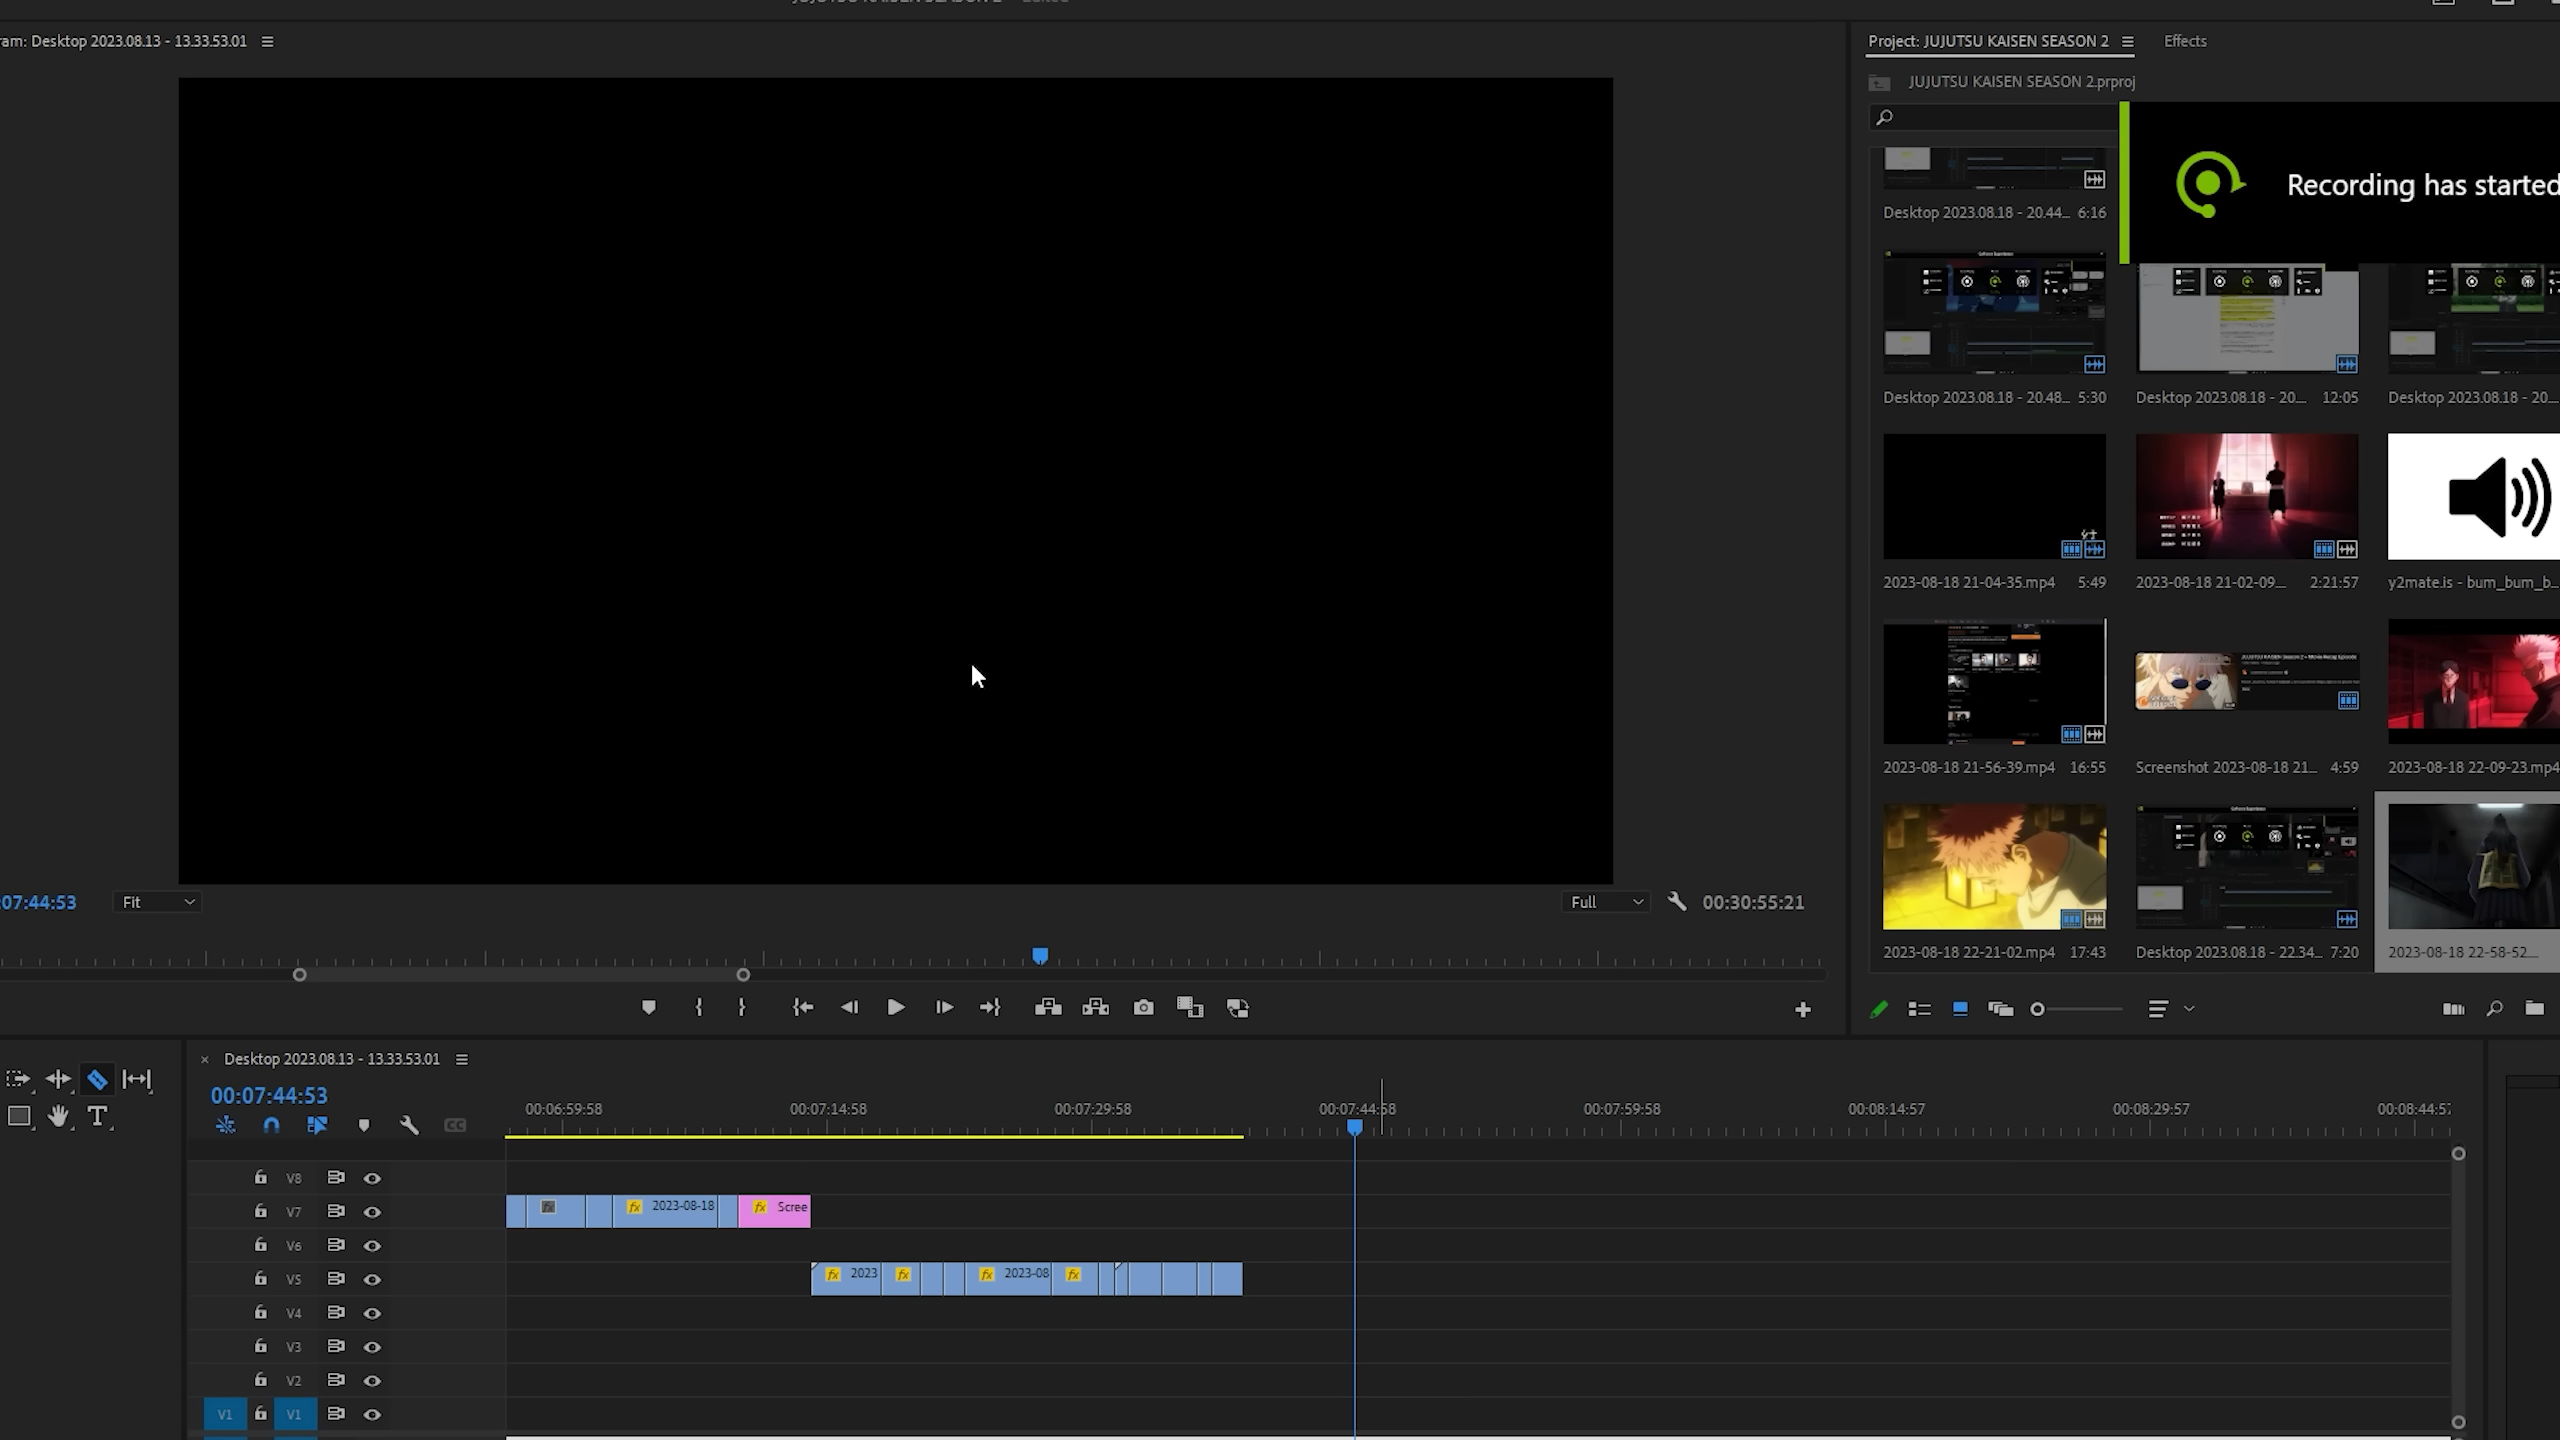 ram: Desktop 2023.08.13 - 13.33.53.01
Project: JUJUTSU KAISEN SEASON 2
Effects
JUJUTSU KAISEN SEASON 2.prproj
Recording has started
Desktop 2023.08.18 - 20.44... 6:16
Desktop 2023.08.18 - 20.48... 5:30
Desktop 2023.08.18 - 20... 12:05
Desktop 2023.08.18 - 20...
2023-08-18 21-04-35.mp4 5:49
2023-08-18 21-02-09... 2:21:57
y2mate.is - bum_bum_b...
2023-08-18 21-56-39.mp4 16:55
Screenshot 2023-08-18 21... 4:59
2023-08-18 22-09-23.mp4
2023-08-18 22-21-02.mp4 17:43
Desktop 2023.08.18 - 22.34... 7:20
2023-08-18 22-58-52...
:07:44:53
Fit
Full
00:30:55:21
Desktop 2023.08.13 - 13.33.53.01
00:07:44:53
00:06:59:58 00:07:14:58 00:07:29:58 00:07:44:58 00:07:59:58 00:08:14:57 00:08:29:57 00:08:44:57
V8
V7
fx
fx 2023-08-18
fx Scree
V6
V5
fx 2023
fx
fx 2023-08
fx
V4
V3
V2
V1 V1